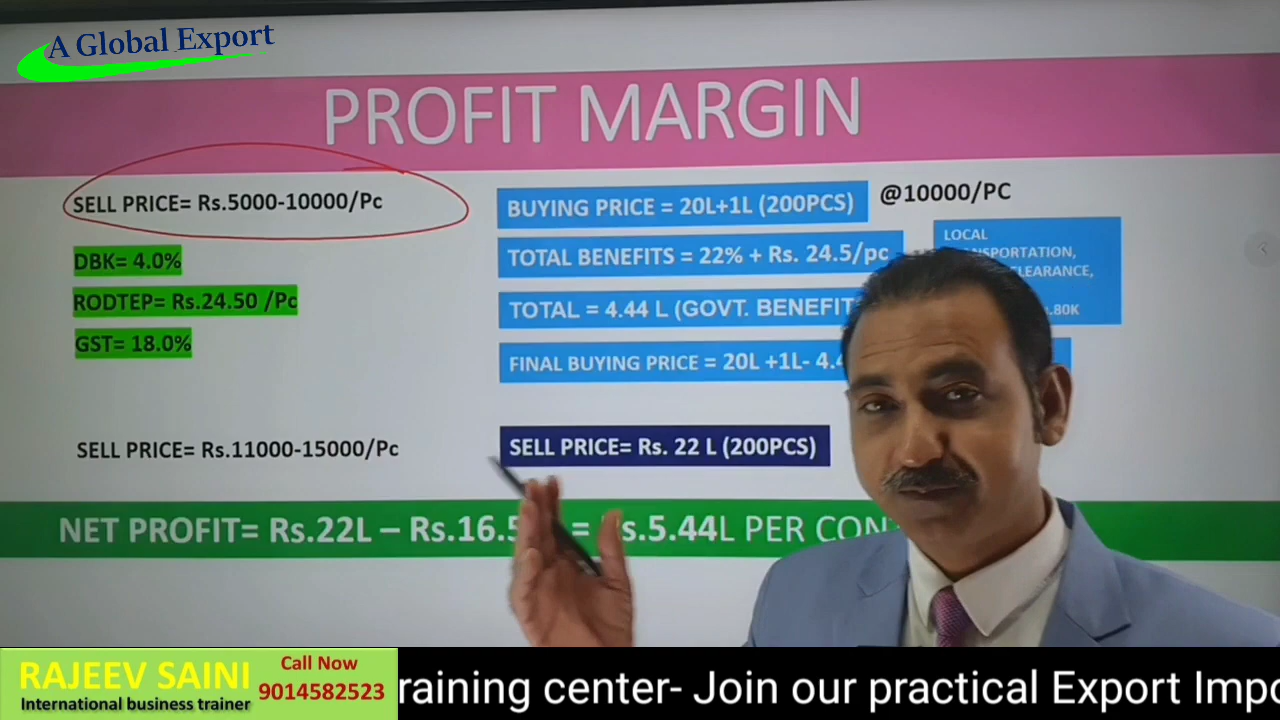 A Global Export
PROFIT MARGIN
SELL PRICE= Rs.5000-10000/Pc
DBK= 4.0%
RODTEP= Rs.24.50 /Pc
GST= 18.0%
SELL PRICE= Rs.11000-15000/Pc
BUYING PRICE = 20L+1L (200PCS)
@10000/PC
TOTAL BENEFITS = 22% + Rs. 24.5/pc
TOTAL = 4.44 L (GOVT. BENEFIT
FINAL BUYING PRICE = 20L +1L- 4.4
LOCAL
CLEARANCE,
.80K
SELL PRICE= Rs. 22 L (200PCS)
NET PROFIT= Rs.22L – Rs.16.5 = s.5.44L PER CON
RAJEEV SAINI
International business trainer
Call Now
9014582523
raining center- Join our practical Export Impo